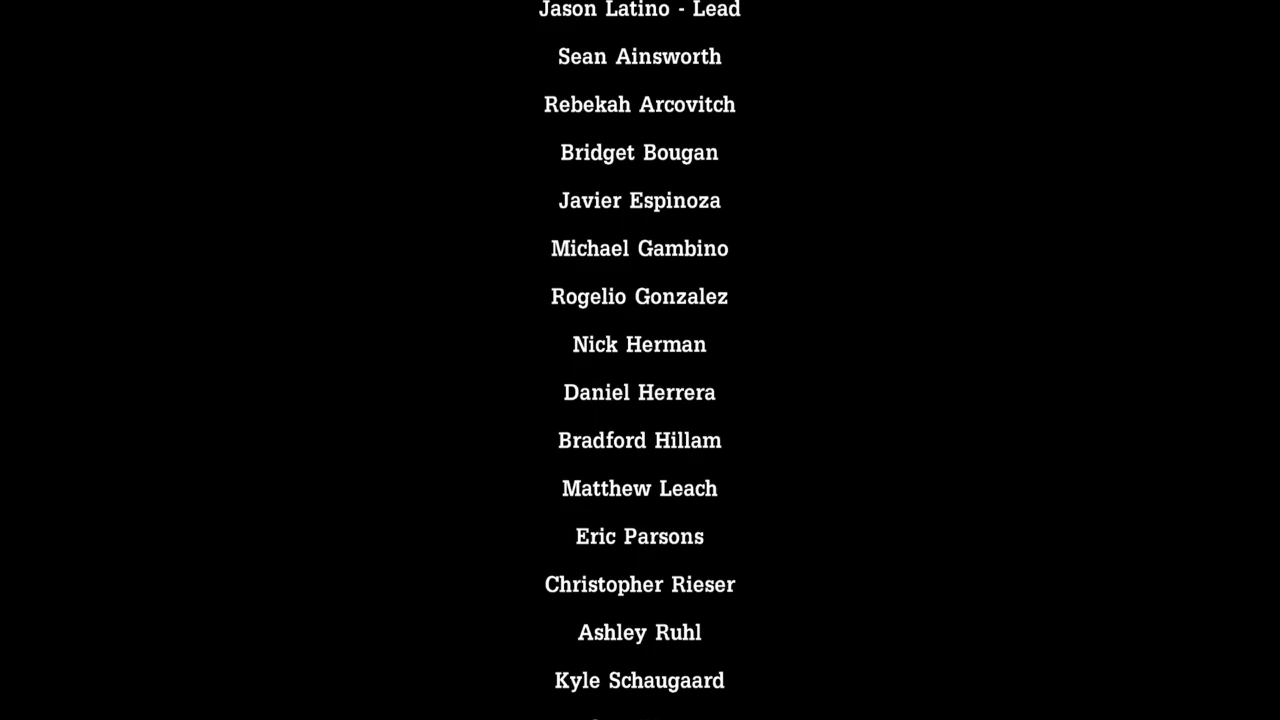 Jason Latino - Lead
Sean Ainsworth
Rebekah Arcovitch
Bridget Bougan
Javier Espinoza
Michael Gambino
Rogelio Gonzalez
Nick Herman
Daniel Herrera
Bradford Hillam
Matthew Leach
Eric Parsons
Christopher Rieser
Ashley Ruhl
Kyle Schaugaard